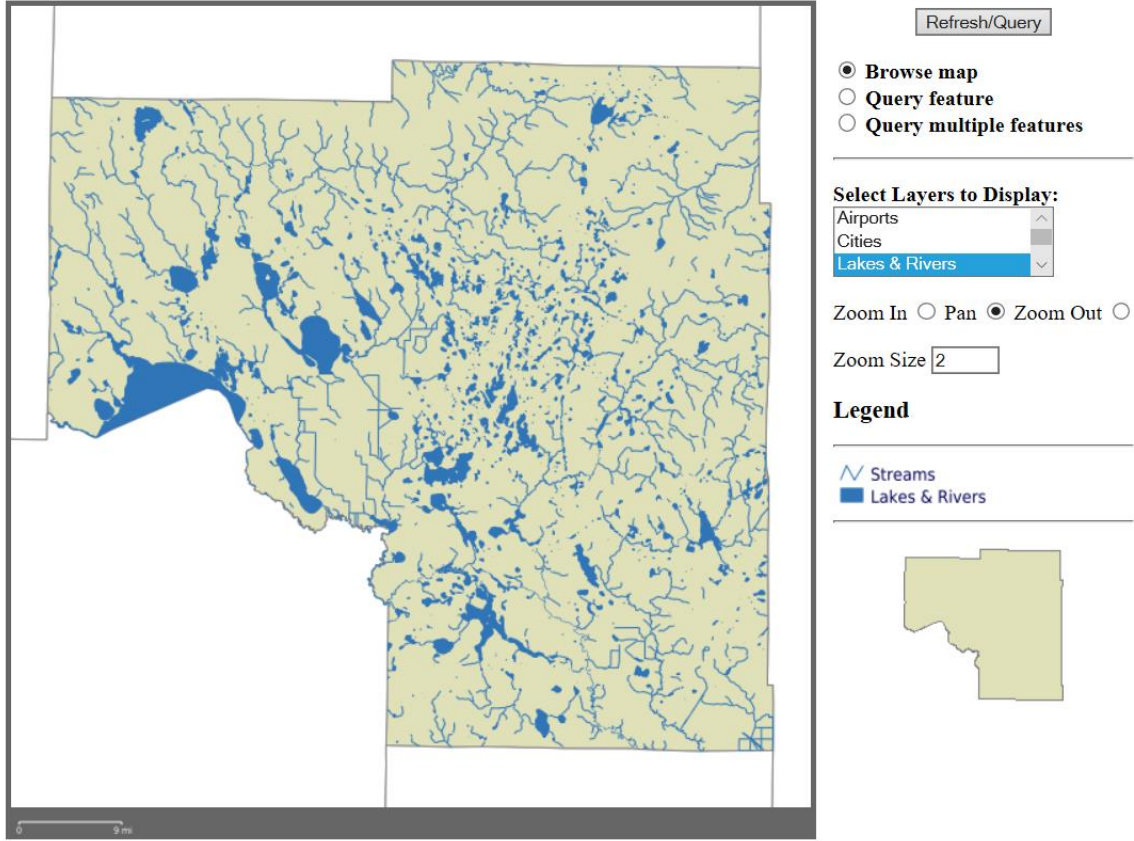 Refresh/Query
Browse map
Query feature
Query multiple features
Select Layers to Display:
Airports
Cities
Lakes & Rivers
Zoom In Pan Zoom Out
Zoom Size 2
Legend
Streams
Lakes & Rivers
0 9 mi